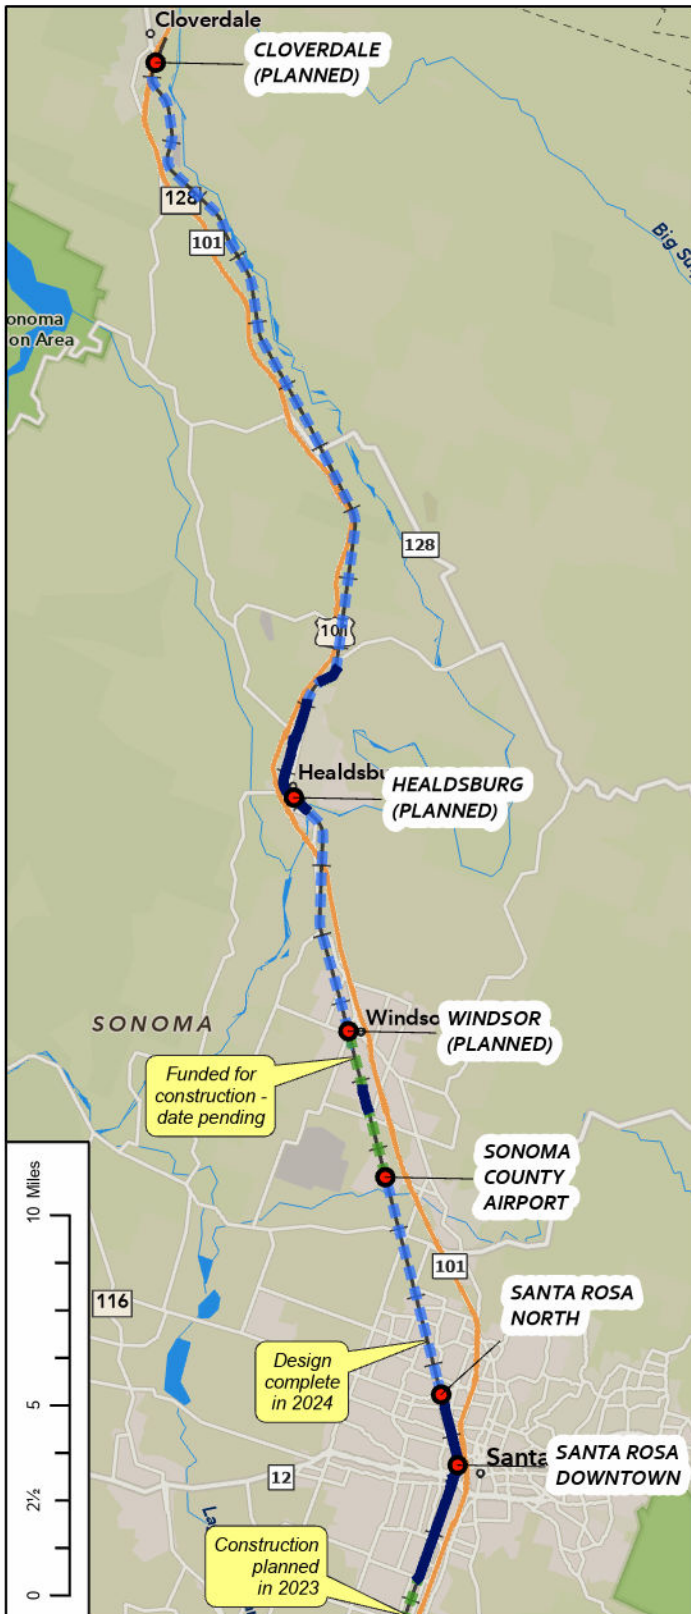 Cloverdale
CLOVERDALE
(PLANNED)
128
101
Big Su
onoma
on Area
128
101
Healdsbu
HEALDSBURG
(PLANNED)
SONOMA
Windso
WINDSOR
(PLANNED)
Funded for
construction -
date pending
SONOMA
COUNTY
AIRPORT
10 Miles
101
116
SANTA ROSA
NORTH
Design
complete
in 2024
5
Santa
SANTA ROSA
DOWNTOWN
12
2½
La
Construction
planned
in 2023
0